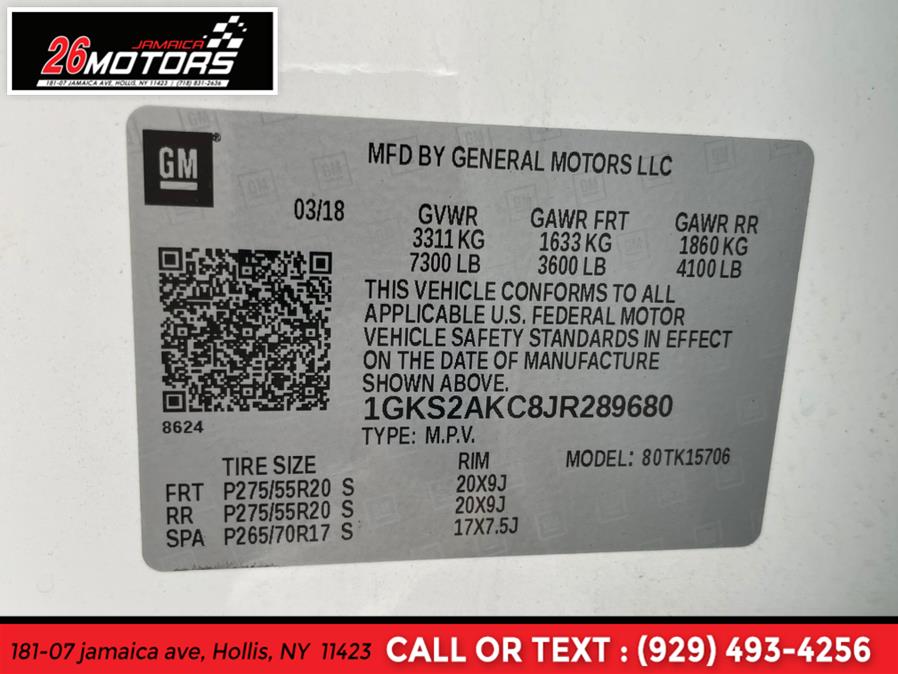 JAMAICA
26 MOTORS
181-07 JAMAICA AVE, HOLLIS, NY 11423 | (718) 831-2636
GM
MFD BY GENERAL MOTORS LLC
03/18 GVWR GAWR FRT GAWR RR
3311 KG 1633 KG 1860 KG
7300 LB 3600 LB 4100 LB
THIS VEHICLE CONFORMS TO ALL
APPLICABLE U.S. FEDERAL MOTOR
VEHICLE SAFETY STANDARDS IN EFFECT
ON THE DATE OF MANUFACTURE
SHOWN ABOVE.
1GKS2AKC8JR289680
8624
TYPE: M.P.V. MODEL: 80TK15706
TIRE SIZE RIM
FRT P275/55R20 S 20X9J
RR P275/55R20 S 20X9J
SPA P265/70R17 S 17X7.5J
181-07 jamaica ave, Hollis, NY 11423 CALL OR TEXT : (929) 493-4256